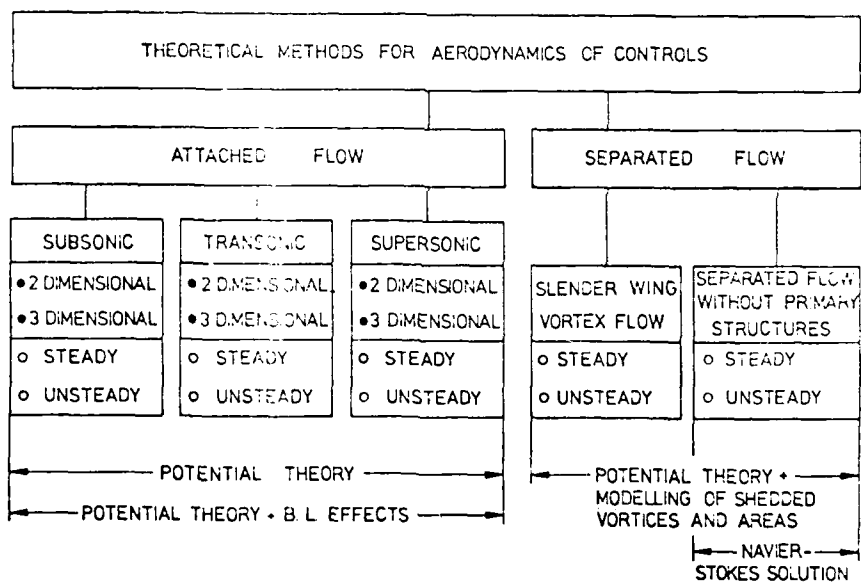 THEORETICAL METHODS FOR AERODYNAMICS CF CONTROLS
ATTACHED FLOW
SEPARATED FLOW
SUBSONIC
• 2 DIMENSIONAL
• 3 DIMENSIONAL
○ STEADY
○ UNSTEADY
TRANSONIC
• 2 DIMENSIONAL
• 3 DIMENSIONAL
○ STEADY
○ UNSTEADY
SUPERSONIC
• 2 DIMENSIONAL
• 3 DIMENSIONAL
○ STEADY
○ UNSTEADY
SLENDER WING
VORTEX FLOW
○ STEADY
○ UNSTEADY
SEPARATED FLOW
WITHOUT PRIMARY
STRUCTURES
○ STEADY
○ UNSTEADY
POTENTIAL THEORY
POTENTIAL THEORY + B. L. EFFECTS
POTENTIAL THEORY +
MODELLING OF SHEDDED
VORTICES AND AREAS
NAVIER-
STOKES SOLUTION